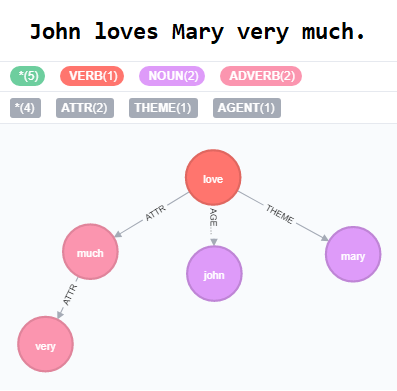 John loves Mary very much.
*(5) VERB(1) NOUN(2) ADVERB(2)
*(4) ATTR(2) THEME(1) AGENT(1)
love
ATTR AGE... THEME
much john mary
ATTR
very